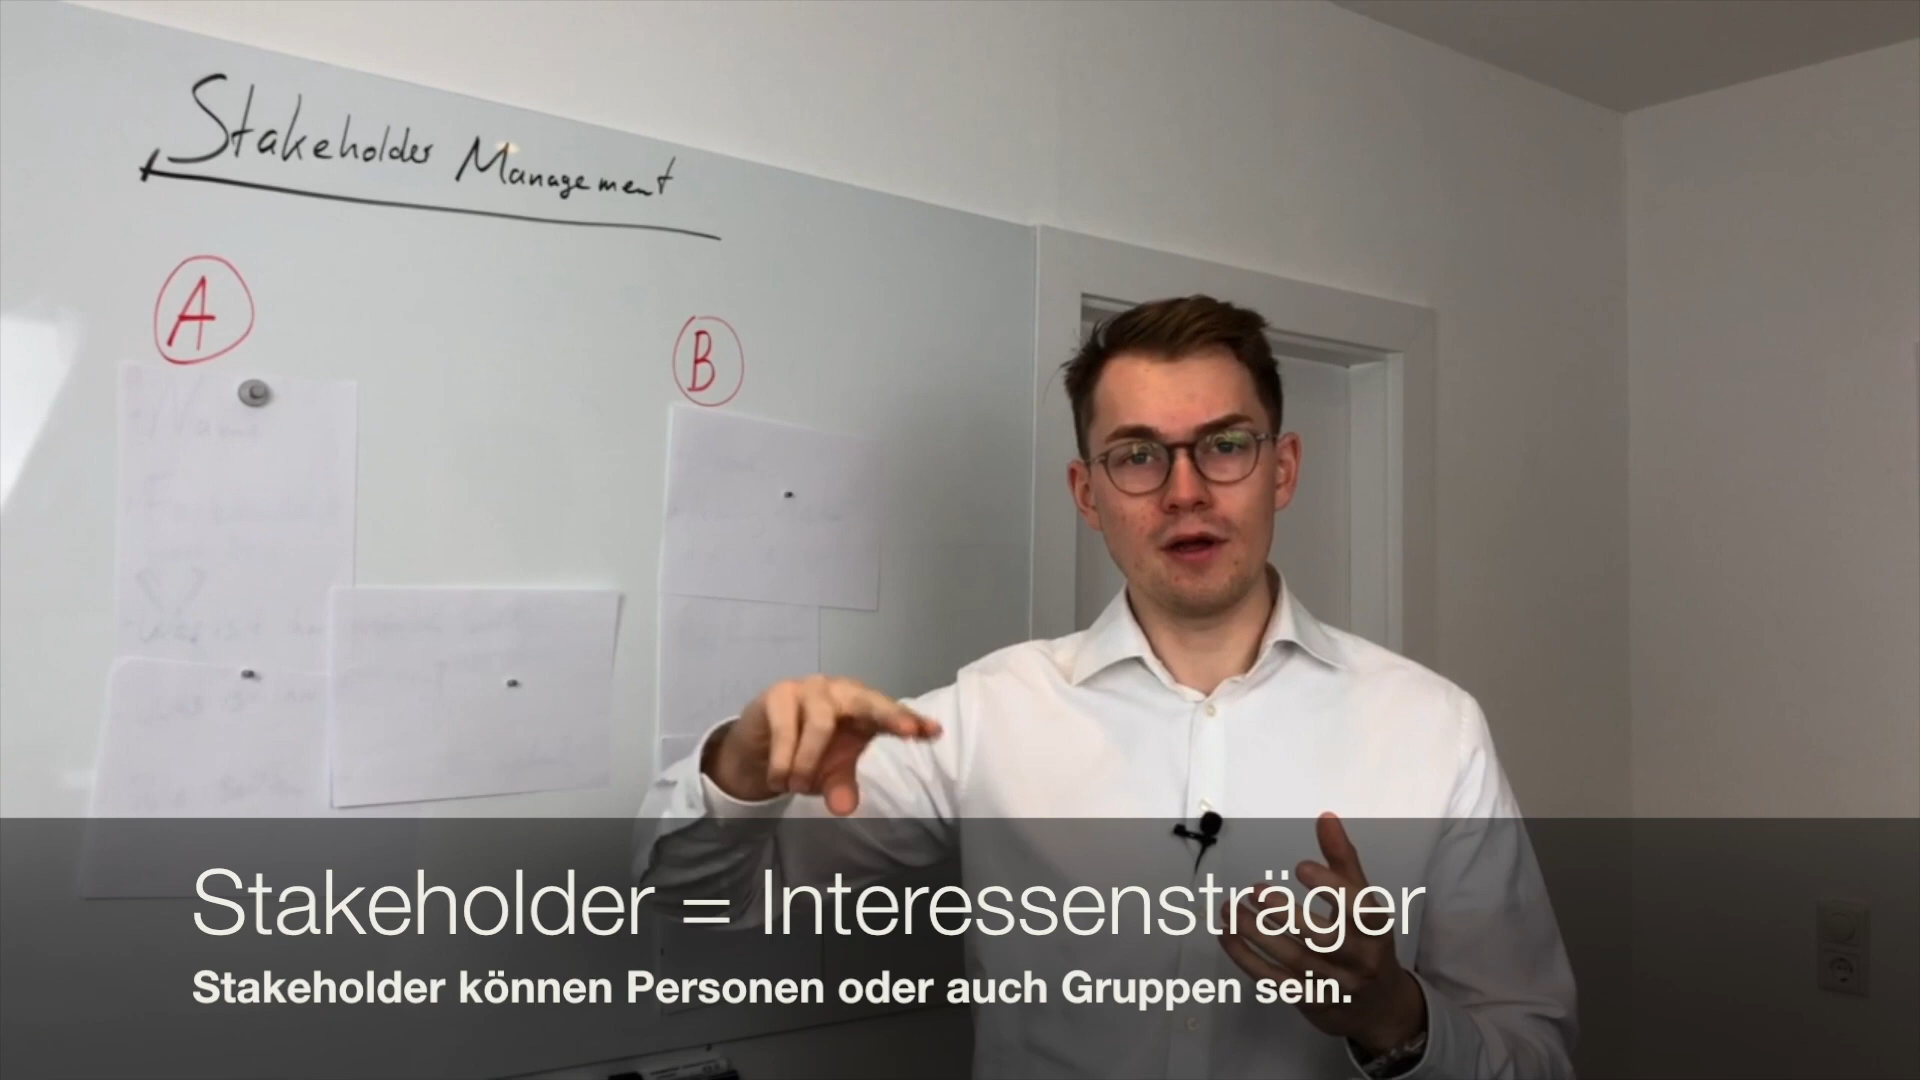 Stakeholder Management
A
B
Stakeholder = Interessensträger
Stakeholder können Personen oder auch Gruppen sein.